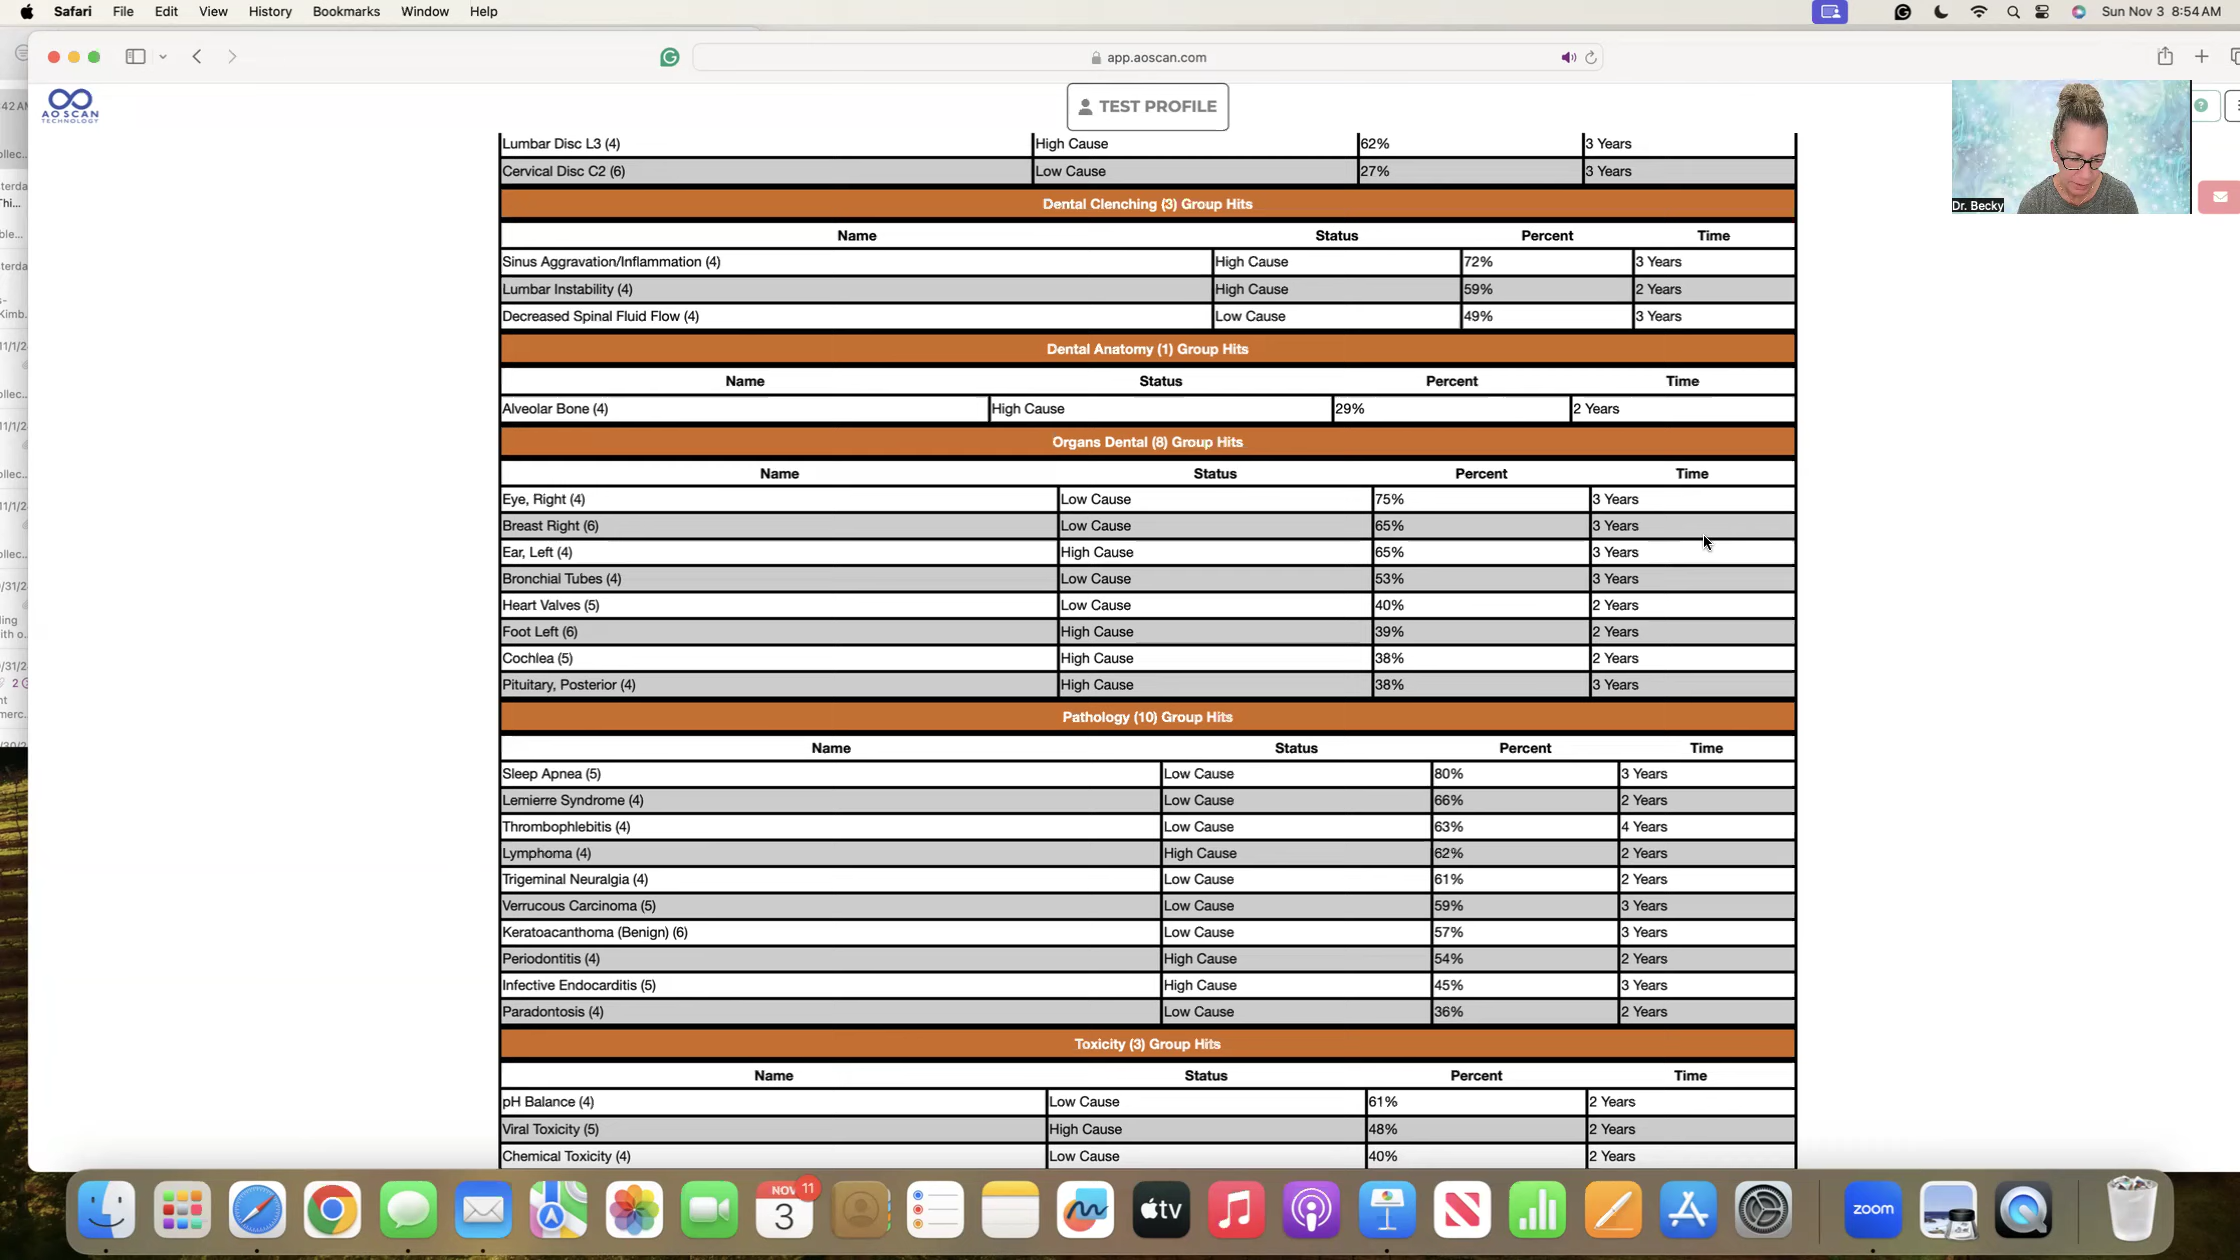 Safari File Edit View History Bookmarks Window Help Sun Nov 3 8:54 AM
app.aoscan.com
AO SCAN
TECHNOLOGY
TEST PROFILE
Dr. Becky
Lumbar Disc L3 (4) High Cause 62% 3 Years
Cervical Disc C2 (6) Low Cause 27% 3 Years
Dental Clenching (3) Group Hits
Name Status Percent Time
Sinus Aggravation/Inflammation (4) High Cause 72% 3 Years
Lumbar Instability (4) High Cause 59% 2 Years
Decreased Spinal Fluid Flow (4) Low Cause 49% 3 Years
Dental Anatomy (1) Group Hits
Name Status Percent Time
Alveolar Bone (4) High Cause 29% 2 Years
Organs Dental (8) Group Hits
Name Status Percent Time
Eye, Right (4) Low Cause 75% 3 Years
Breast Right (6) Low Cause 65% 3 Years
Ear, Left (4) High Cause 65% 3 Years
Bronchial Tubes (4) Low Cause 53% 3 Years
Heart Valves (5) Low Cause 40% 2 Years
Foot Left (6) High Cause 39% 2 Years
Cochlea (5) High Cause 38% 2 Years
Pituitary, Posterior (4) High Cause 38% 3 Years
Pathology (10) Group Hits
Name Status Percent Time
Sleep Apnea (5) Low Cause 80% 3 Years
Lemierre Syndrome (4) Low Cause 66% 2 Years
Thrombophlebitis (4) Low Cause 63% 4 Years
Lymphoma (4) High Cause 62% 2 Years
Trigeminal Neuralgia (4) Low Cause 61% 2 Years
Verrucous Carcinoma (5) Low Cause 59% 3 Years
Keratoacanthoma (Benign) (6) Low Cause 57% 3 Years
Periodontitis (4) High Cause 54% 2 Years
Infective Endocarditis (5) High Cause 45% 3 Years
Paradontosis (4) Low Cause 36% 2 Years
Toxicity (3) Group Hits
Name Status Percent Time
pH Balance (4) Low Cause 61% 2 Years
Viral Toxicity (5) High Cause 48% 2 Years
Chemical Toxicity (4) Low Cause 40% 2 Years
NOV 11
3
tv
zoom